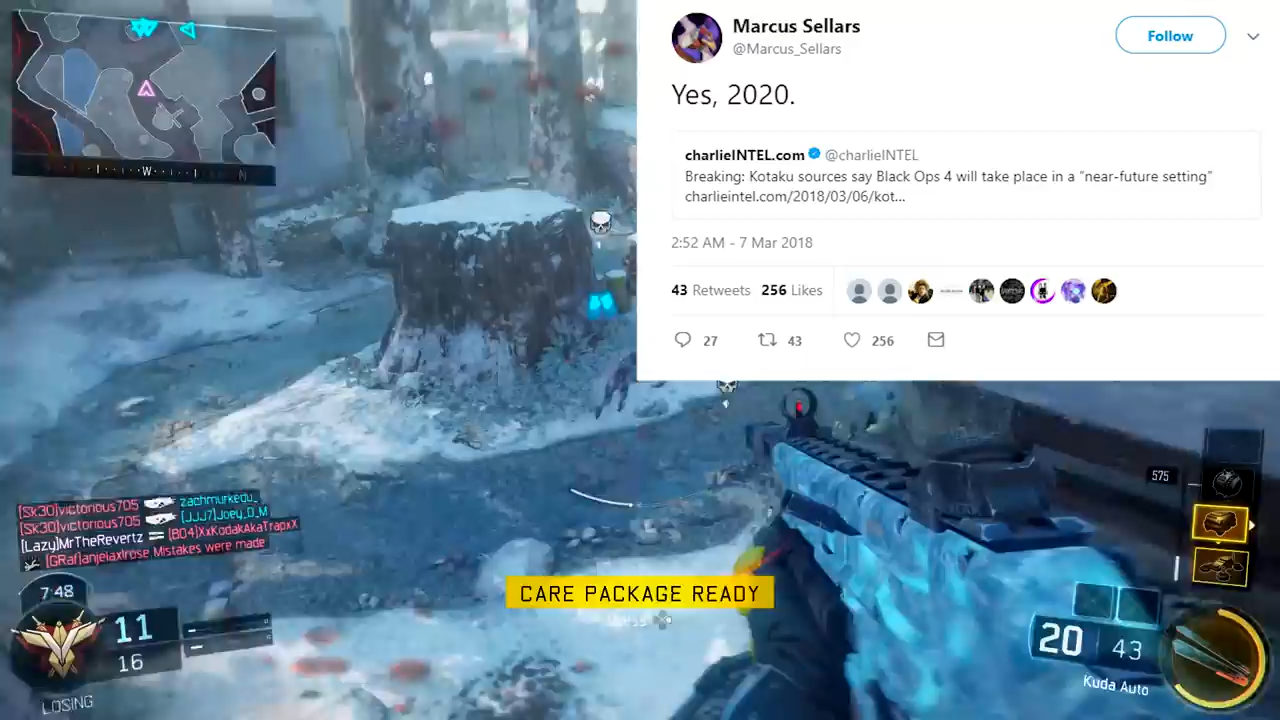 Marcus Sellars
@Marcus_Sellars
Follow
Yes, 2020.
charlieINTEL.com @charlieINTEL
Breaking: Kotaku sources say Black Ops 4 will take place in a “near-future setting”
charlieintel.com/2018/03/06/kot...
2:52 AM - 7 Mar 2018
43 Retweets 256 Likes
27 43 256
W N
575
[Sk30]victorious705 zachmurkedu_
[Sk30]victorious705 [JJJ7]Joey_D_M
[Lazy]MrTheRevertz [BO4]XxKodakAkaTrapxX
Mistakes were made
7:48
11
16
LOSING
CARE PACKAGE READY
20 43
Kuda Auto